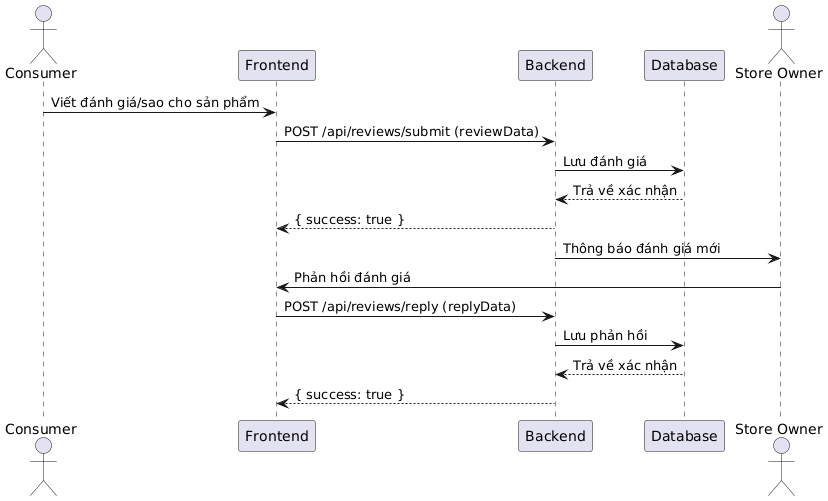 Consumer
Frontend
Backend
Database
Store Owner
Viết đánh giá/sao cho sản phẩm
POST /api/reviews/submit (reviewData)
Lưu đánh giá
Trả về xác nhận
{ success: true }
Thông báo đánh giá mới
Phản hồi đánh giá
POST /api/reviews/reply (replyData)
Lưu phản hồi
Trả về xác nhận
{ success: true }
Consumer
Frontend
Backend
Database
Store Owner